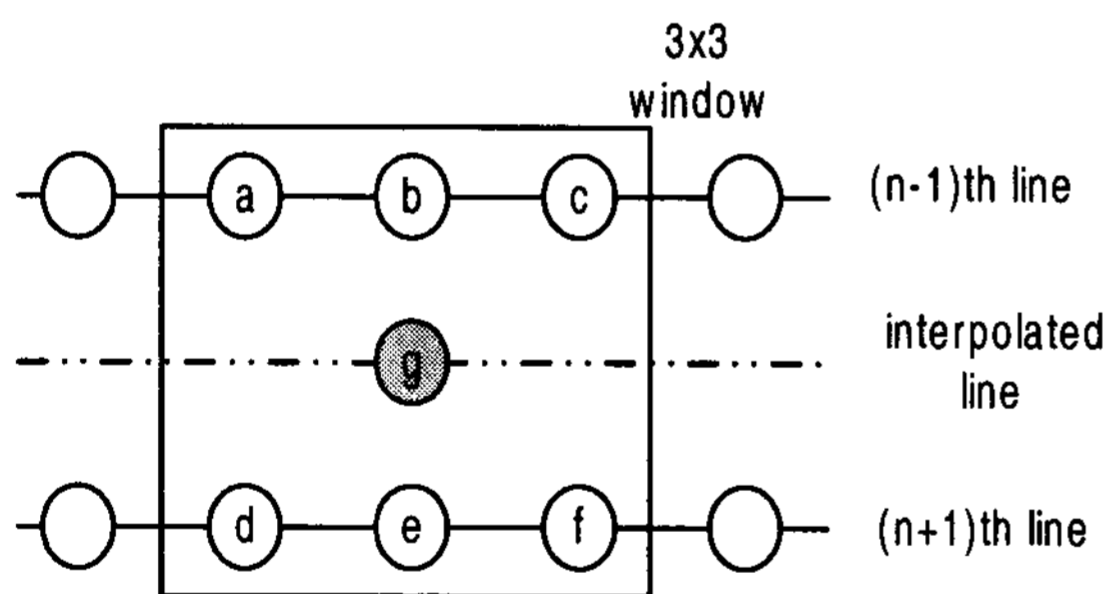 3x3
window
a b c
(n-1)th line
g
interpolated
line
d e f
(n+1)th line